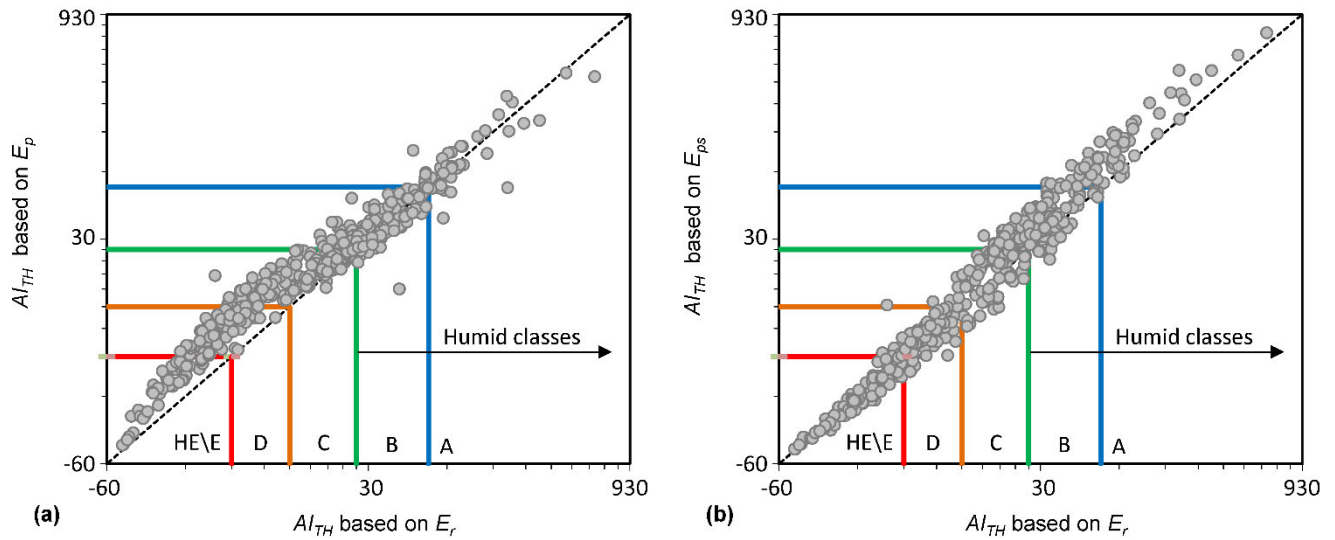 930
AI_TH based on E_p
30
-60
HE\E D C B A
Humid classes
-60 30 930
(a) AI_TH based on E_r
930
AI_TH based on E_ps
30
-60
HE\E D C B A
Humid classes
-60 30 930
(b) AI_TH based on E_r